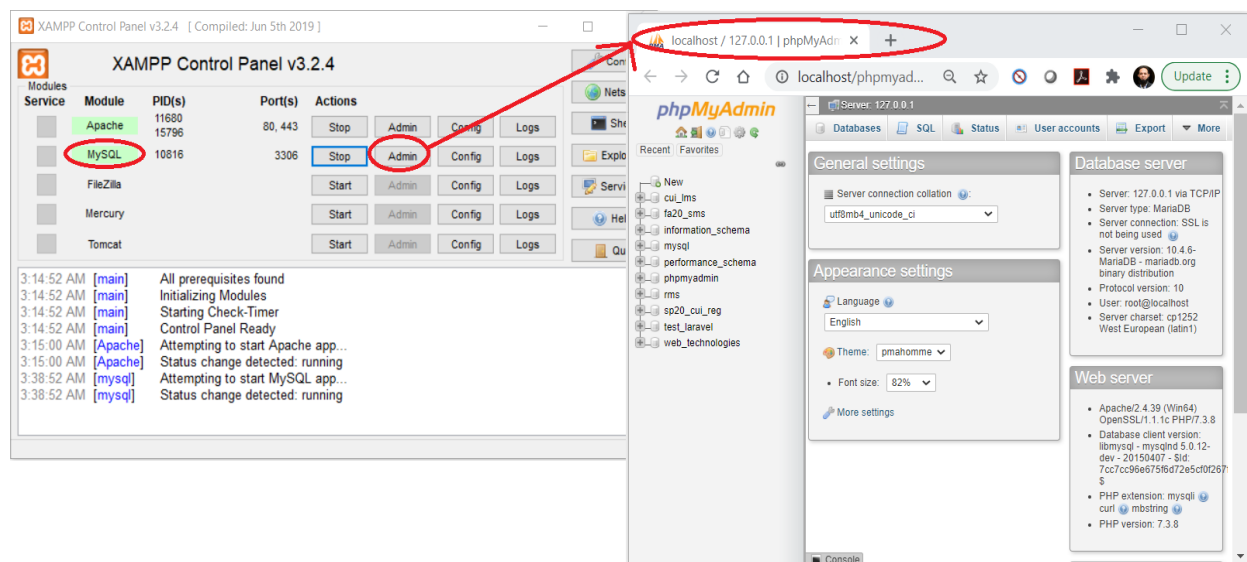 XAMPP Control Panel v3.2.4 [ Compiled: Jun 5th 2019 ]
XAMPP Control Panel v3.2.4
Modules
Service Module PID(s) Port(s) Actions
Apache 11680 15796 80, 443 Stop Admin Config Logs
MySQL 10816 3306 Stop Admin Config Logs
FileZilla Start Admin Config Logs
Mercury Start Admin Config Logs
Tomcat Start Admin Config Logs
Nets
She
Explo
Servi
Hel
Qu
3:14:52 AM [main] All prerequisites found
3:14:52 AM [main] Initializing Modules
3:14:52 AM [main] Starting Check-Timer
3:14:52 AM [main] Control Panel Ready
3:15:00 AM [Apache] Attempting to start Apache app...
3:15:00 AM [Apache] Status change detected: running
3:38:52 AM [mysql] Attempting to start MySQL app...
3:38:52 AM [mysql] Status change detected: running
localhost / 127.0.0.1 | phpMyAdm
localhost/phpmyad...
Update
phpMyAdmin
Recent Favorites
New
cui_lms
fa20_sms
information_schema
mysql
performance_schema
phpmyadmin
rms
sp20_cui_reg
test_laravel
web_technologies
Server: 127.0.0.1
Databases SQL Status User accounts Export More
General settings
Server connection collation :
utf8mb4_unicode_ci
Appearance settings
Language
English
Theme: pmahomme
Font size: 82%
More settings
Console
Database server
Server: 127.0.0.1 via TCP/IP
Server type: MariaDB
Server connection: SSL is
not being used
Server version: 10.4.6-
MariaDB - mariadb.org
binary distribution
Protocol version: 10
User: root@localhost
Server charset: cp1252
West European (latin1)
Web server
Apache/2.4.39 (Win64)
OpenSSL/1.1.1c PHP/7.3.8
Database client version:
libmysql - mysqlnd 5.0.12-
dev - 20150407 - $Id:
7cc7cc96e675f6d72e5cf0f267
$
PHP extension: mysqli
curl mbstring
PHP version: 7.3.8